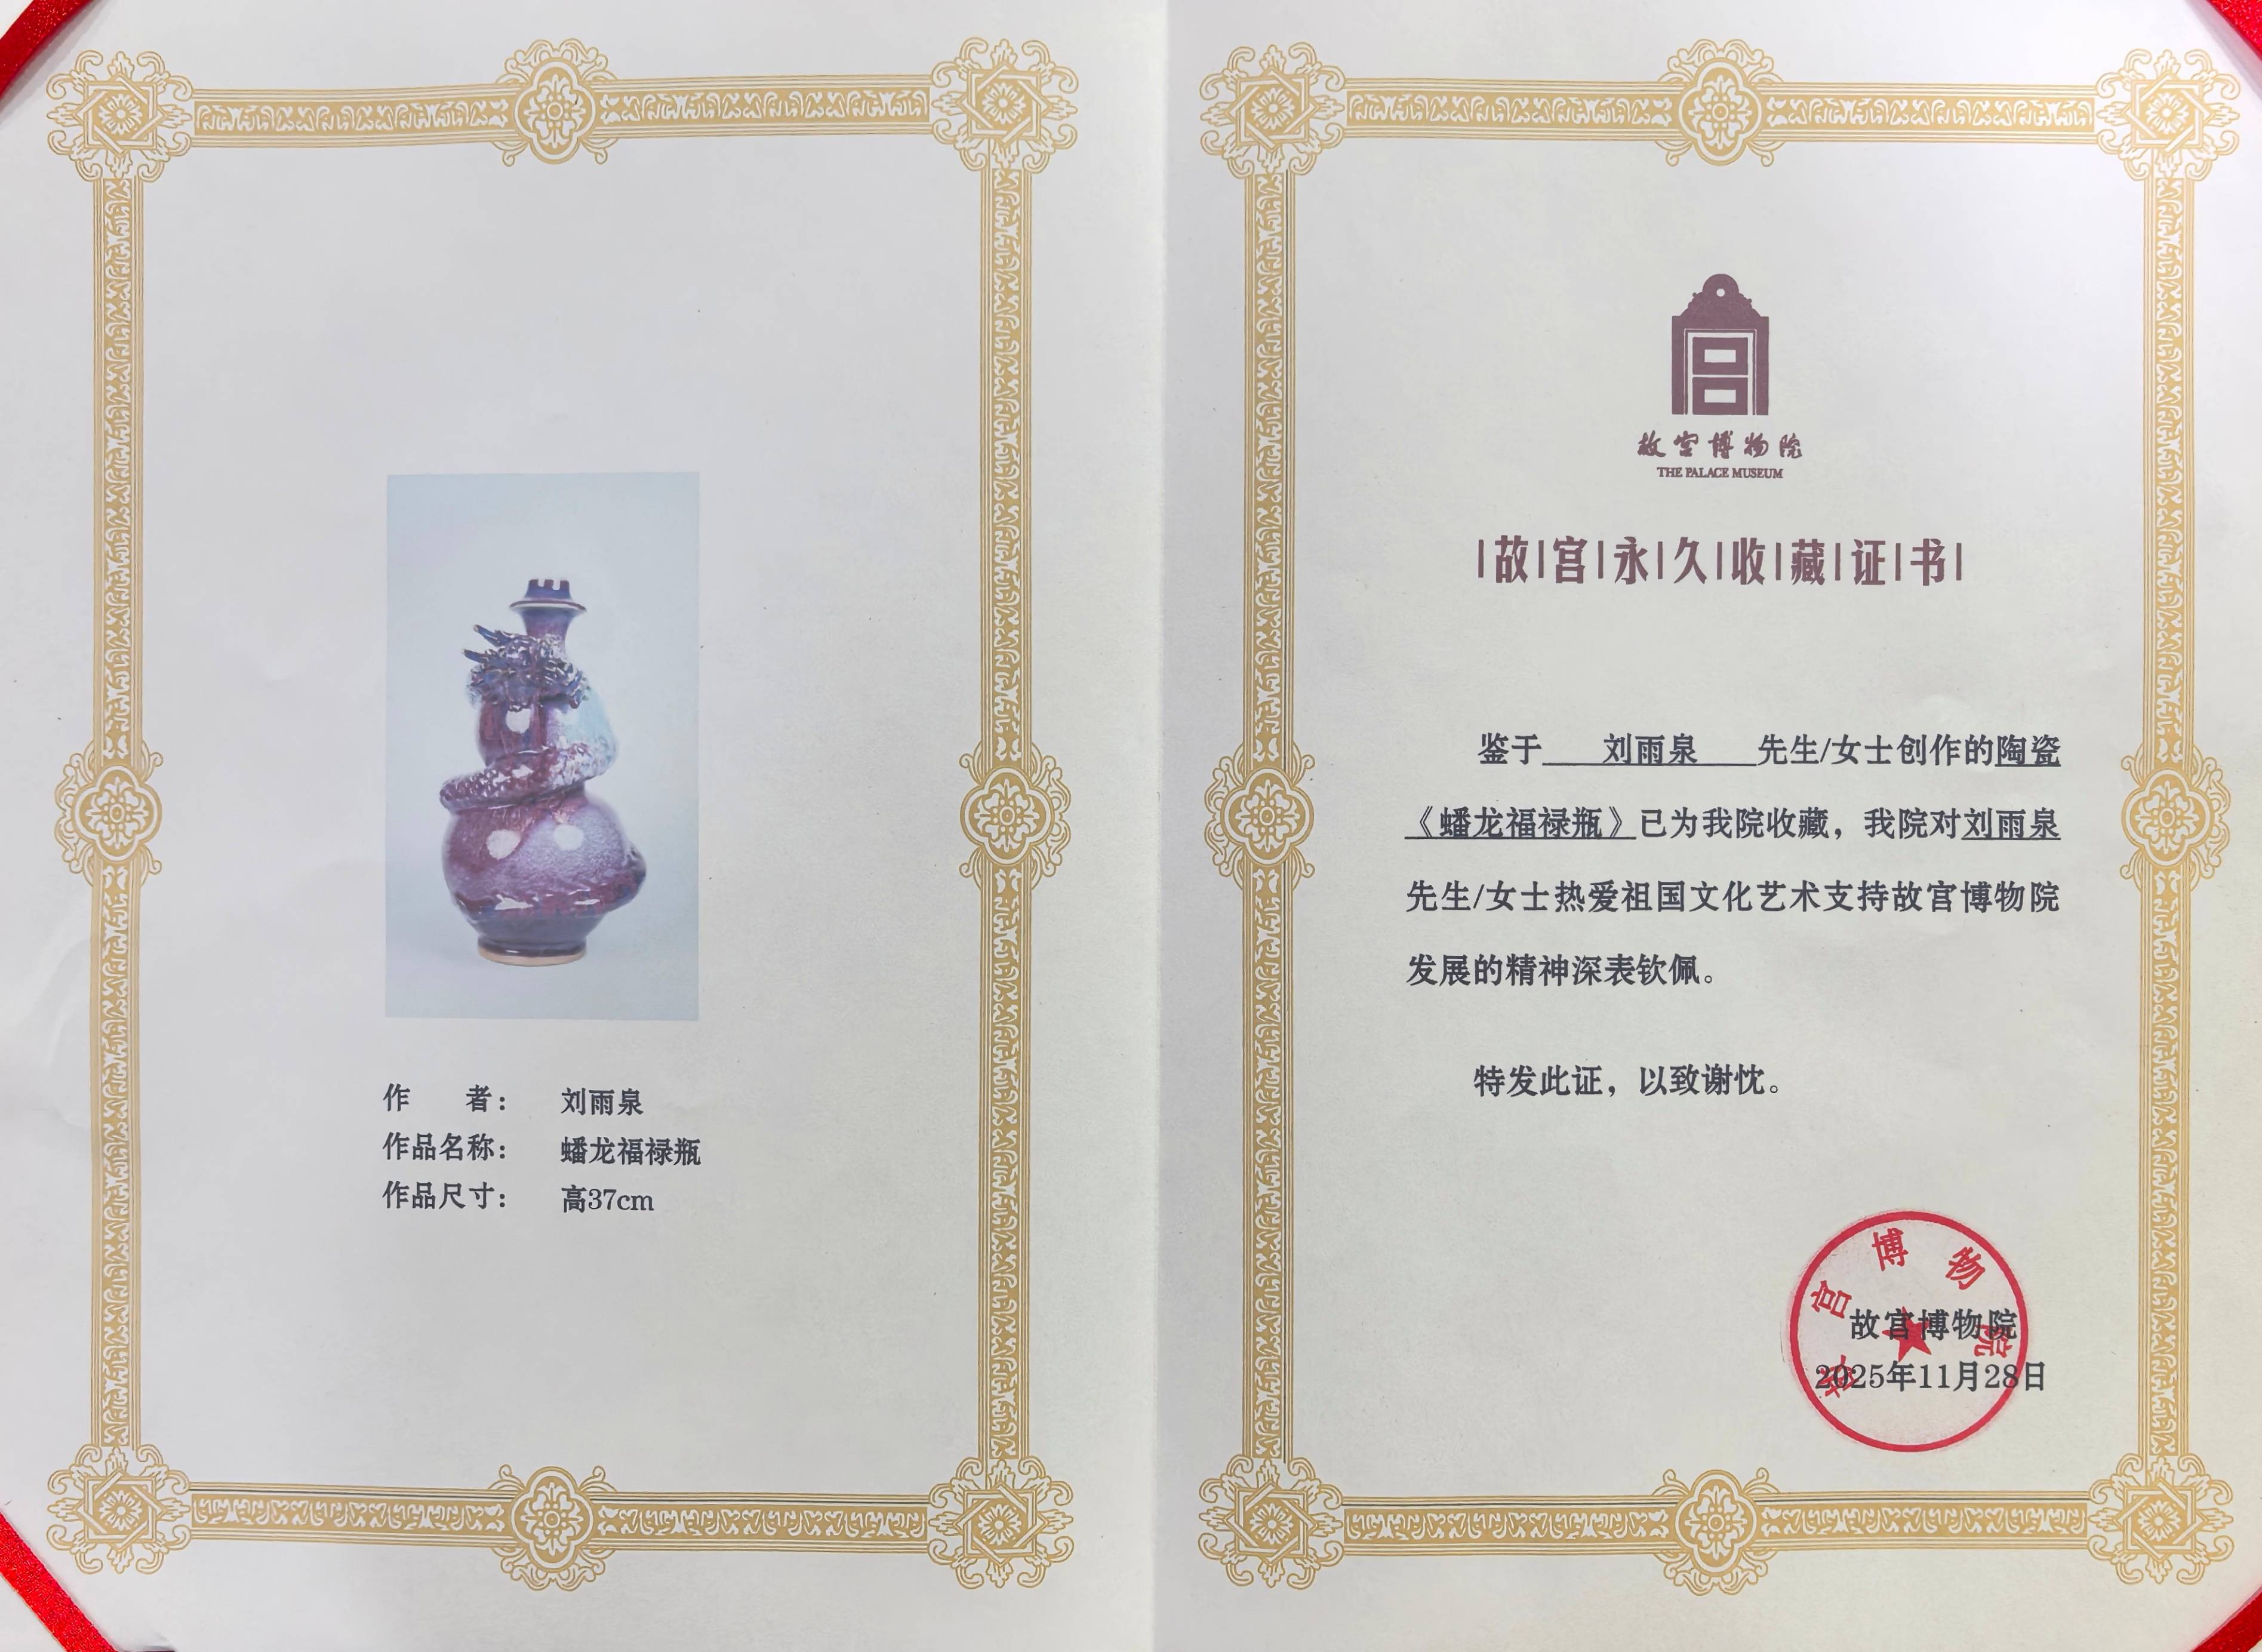 作 者： 刘雨泉
作品名称： 蟠龙福禄瓶
作品尺寸： 高37cm
故宫博物院
THE PALACE MUSEUM
故宫永久收藏证书
鉴于 刘雨泉 先生/女士创作的陶瓷
《蟠龙福禄瓶》已为我院收藏，我院对刘雨泉
先生/女士热爱祖国文化艺术支持故宫博物院
发展的精神深表钦佩。
特发此证，以致谢忱。
故宫博物院
故宫博物院
2025年11月28日